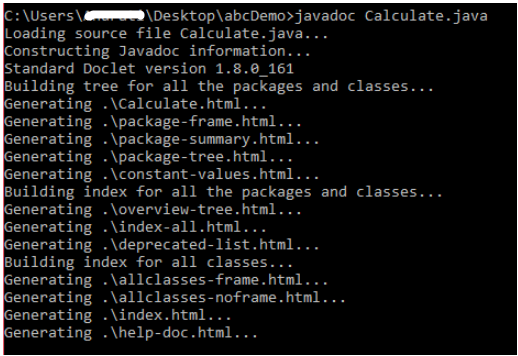 C:\Users\ \Desktop\abcDemo>javadoc Calculate.java
Loading source file Calculate.java...
Constructing Javadoc information...
Standard Doclet version 1.8.0_161
Building tree for all the packages and classes...
Generating .\Calculate.html...
Generating .\package-frame.html...
Generating .\package-summary.html...
Generating .\package-tree.html...
Generating .\constant-values.html...
Building index for all the packages and classes...
Generating .\overview-tree.html...
Generating .\index-all.html...
Generating .\deprecated-list.html...
Building index for all classes...
Generating .\allclasses-frame.html...
Generating .\allclasses-noframe.html...
Generating .\index.html...
Generating .\help-doc.html...